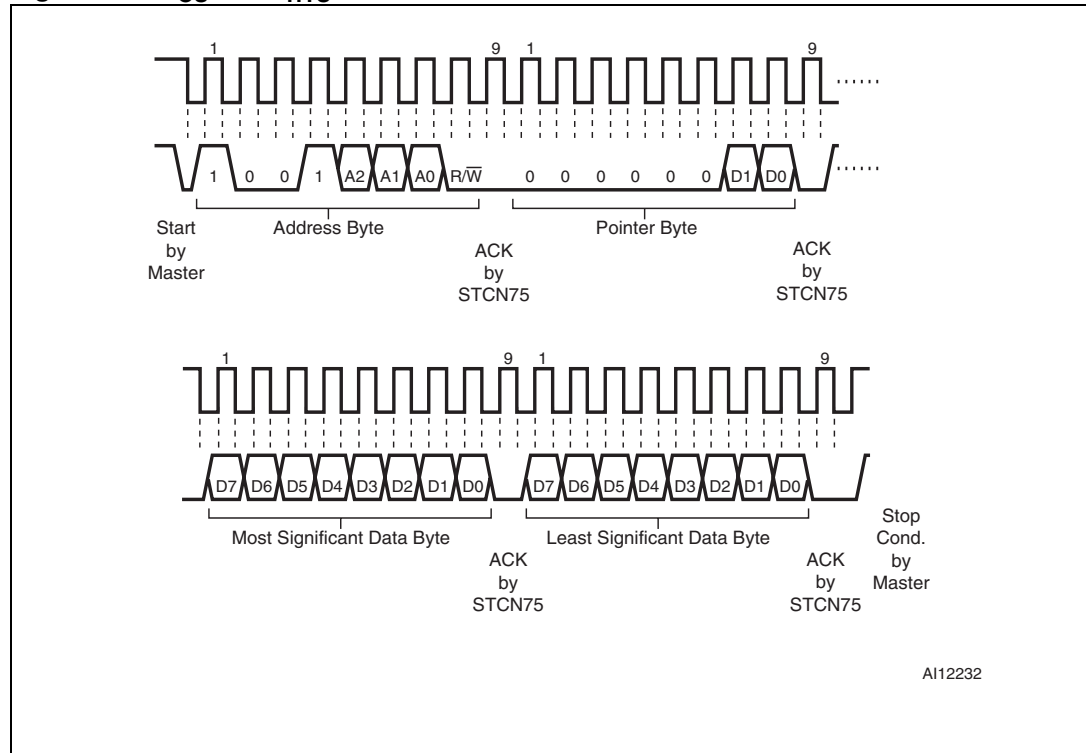 1 9 1 9
1 0 0 1 A2 A1 A0 R/W̅ 0 0 0 0 0 0 D1 D0
Address Byte
Pointer Byte
Start
by
Master
ACK
by
STCN75
ACK
by
STCN75
1 9 1 9
D7 D6 D5 D4 D3 D2 D1 D0 D7 D6 D5 D4 D3 D2 D1 D0
Most Significant Data Byte
Least Significant Data Byte
ACK
by
STCN75
ACK
by
STCN75
Stop
Cond.
by
Master
AI12232